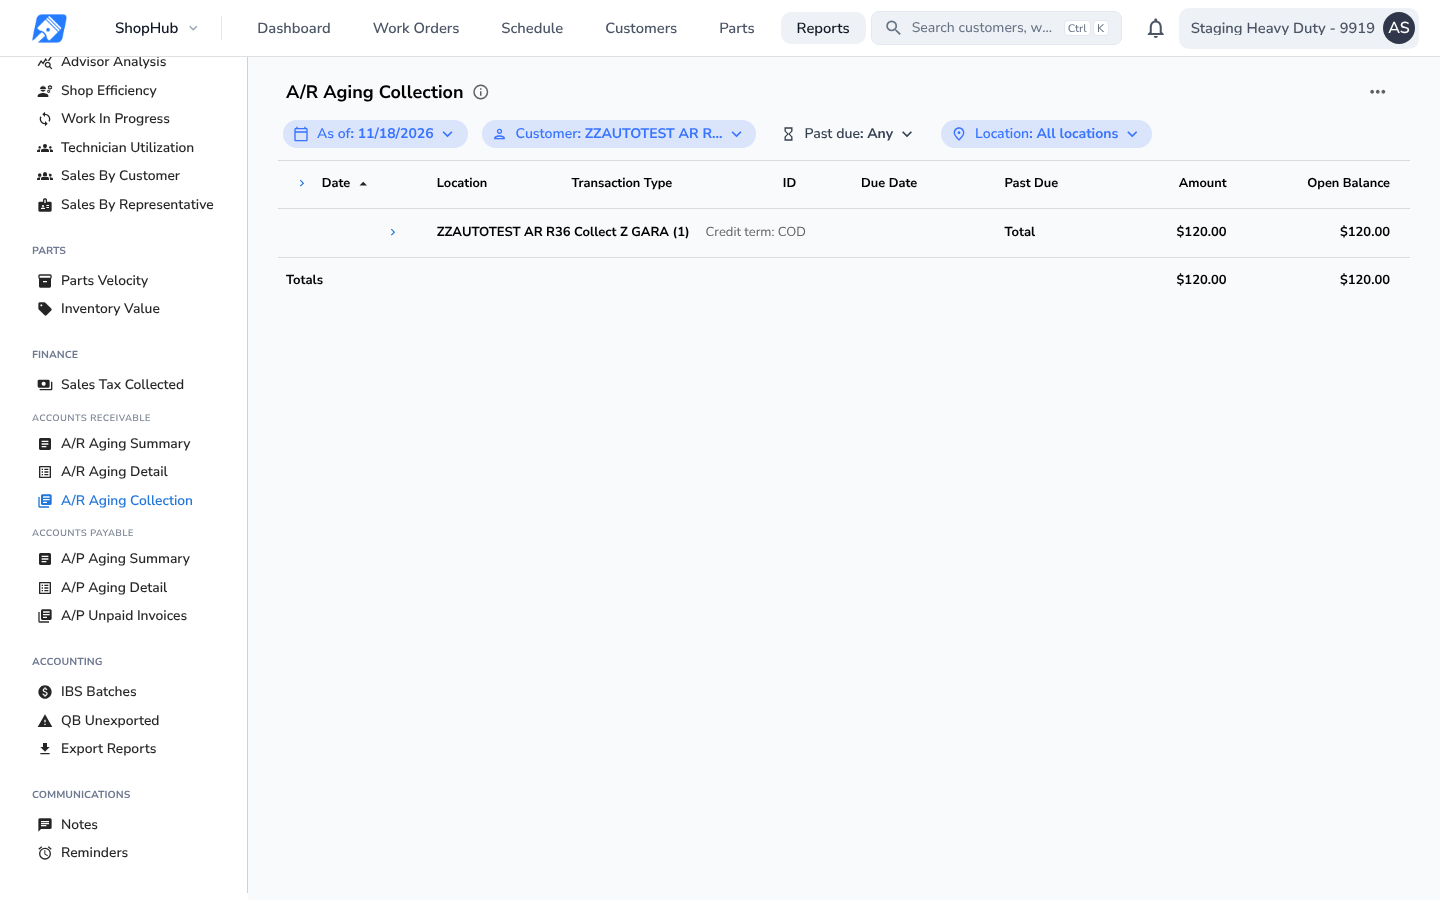 ShopHub
Dashboard
Work Orders
Schedule
Customers
Parts
Reports
Search customers, w...
Ctrl
K
Staging Heavy Duty - 9919
AS
Advisor Analysis
Shop Efficiency
Work In Progress
Technician Utilization
Sales By Customer
Sales By Representative
PARTS
Parts Velocity
Inventory Value
FINANCE
Sales Tax Collected
ACCOUNTS RECEIVABLE
A/R Aging Summary
A/R Aging Detail
A/R Aging Collection
ACCOUNTS PAYABLE
A/P Aging Summary
A/P Aging Detail
A/P Unpaid Invoices
ACCOUNTING
IBS Batches
QB Unexported
Export Reports
COMMUNICATIONS
Notes
Reminders
A/R Aging Collection
As of: 11/18/2026
Customer: ZZAUTOTEST AR R...
Past due: Any
Location: All locations
Date Location Transaction Type ID Due Date Past Due Amount Open Balance
ZZAUTOTEST AR R36 Collect Z GARA (1) Credit term: COD Total $120.00 $120.00
Totals $120.00 $120.00